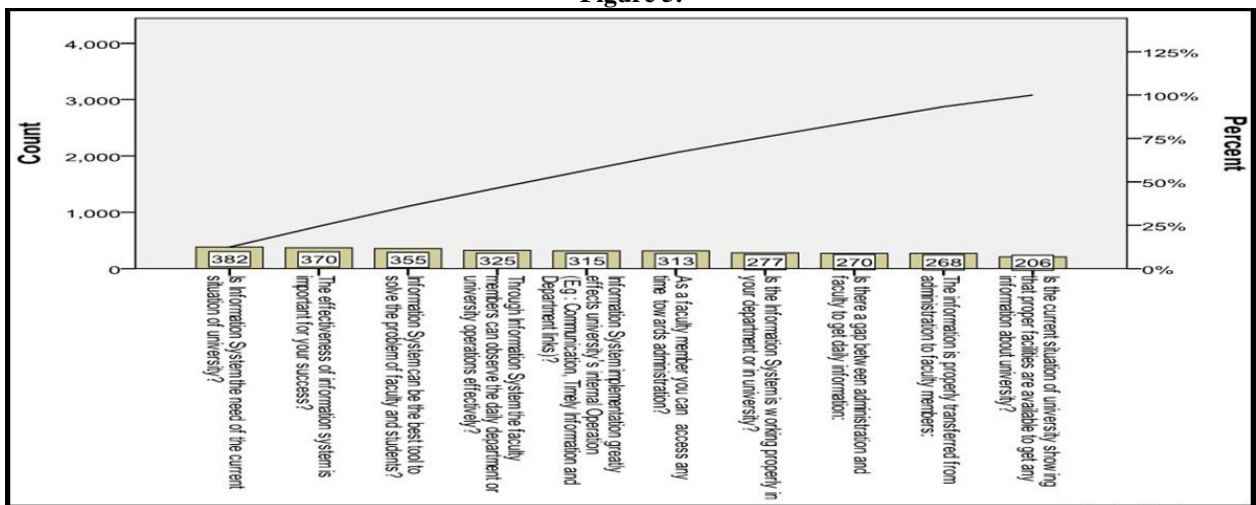 4,000
3,000
2,000
1,000
0
Count
125%
100%
75%
50%
25%
0%
Percent
382
370
355
325
315
313
277
270
268
206
Is Information System the need of the current
situation of university?
The effectiveness of information system is
important for your success?
Information System can be the best tool to
solve the problem of faculty and students?
Through Information System the faculty
members can observe the daily department or
university operations effectively?
Information System implementation greatly
effects university's internal Operation
(Eg : Communication, Timely Information and
Department links)?
As a faculty member you can access any
time towards administration?
Is the Information System is working properly in
your department or in university?
Is there a gap between administration and
faculty to get daily information:
The information is properly transferred from
administration to faculty members:
Is the current situation of university showing
that proper facilities are available to get any
information about university?